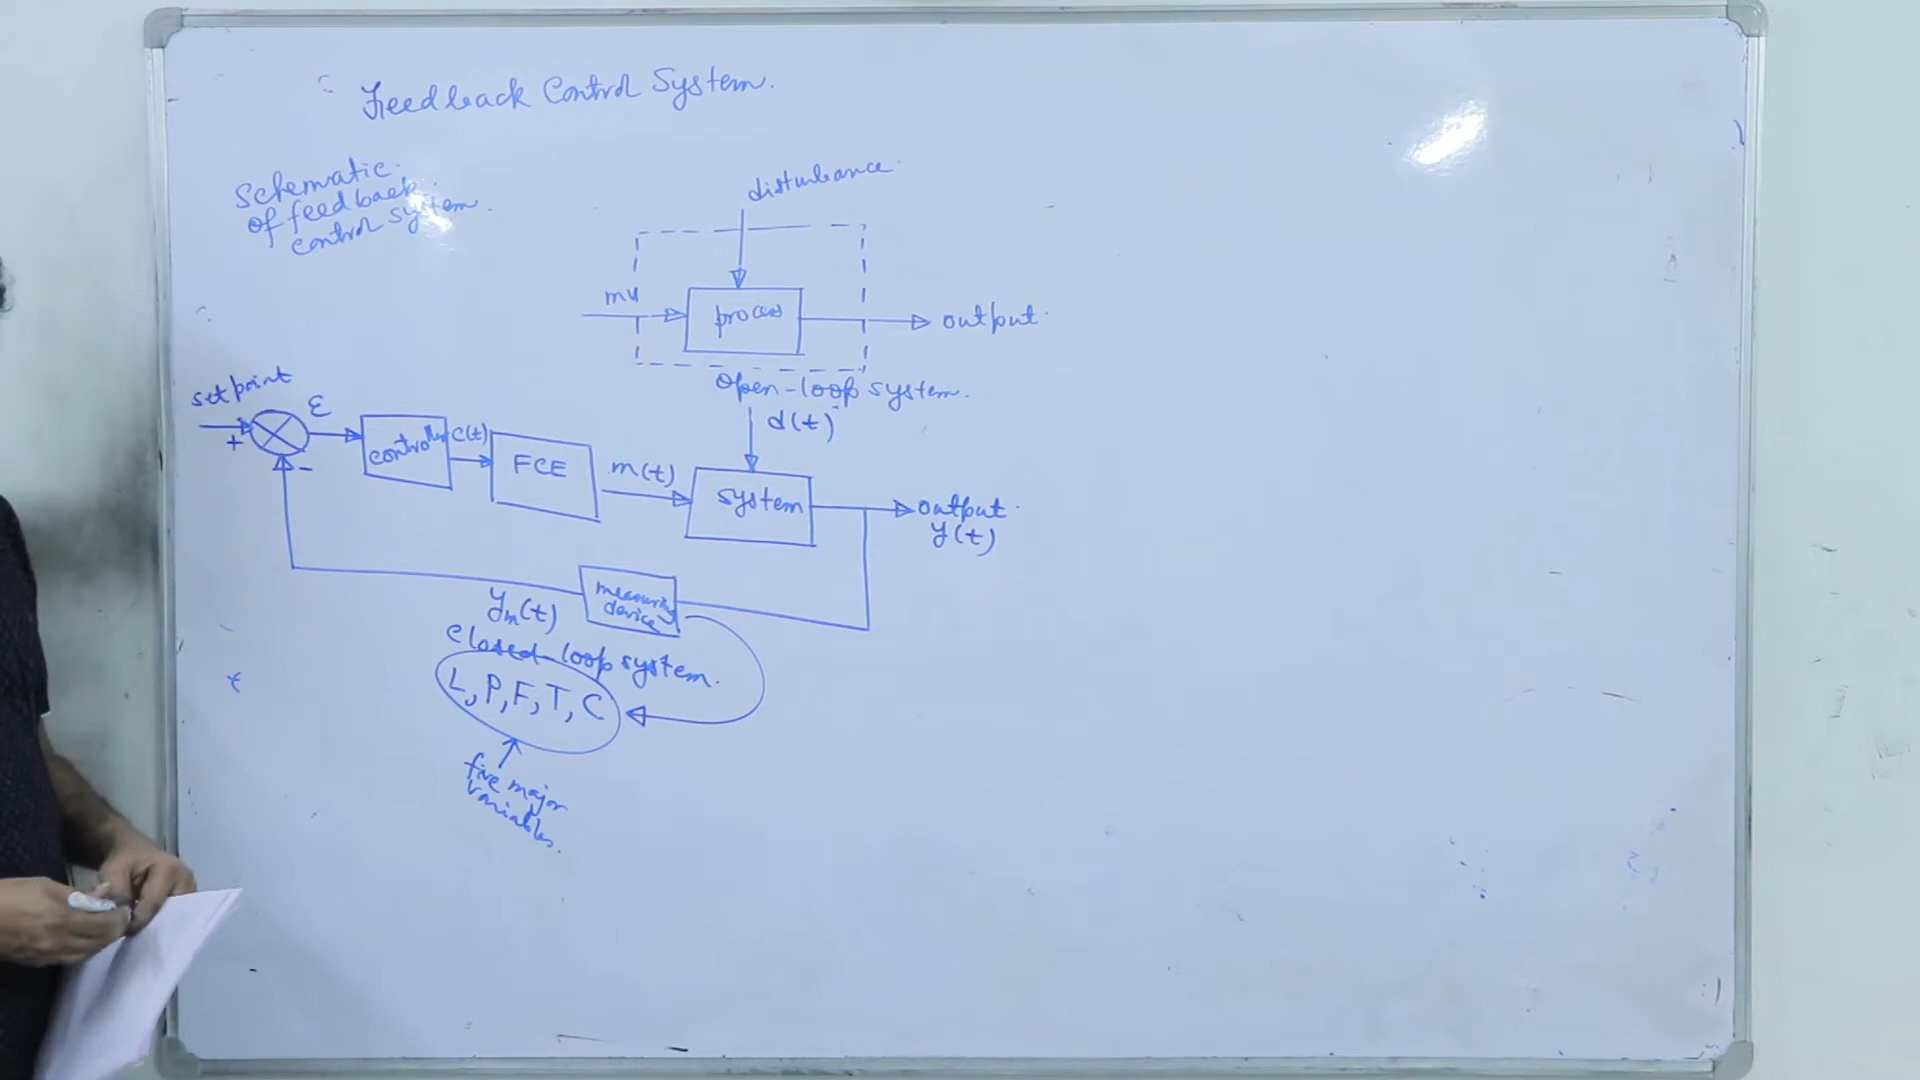 Feedback Control System.
Schematic
of feedback
control system.
disturbance
mv
process
output
open-loop system.
set point
+
ε
-
controller
c(t)
FCE
m(t)
d(t)
system
output
y(t)
measuring
device
ym(t)
closed-loop system.
L, P, F, T, C
five major
variables.